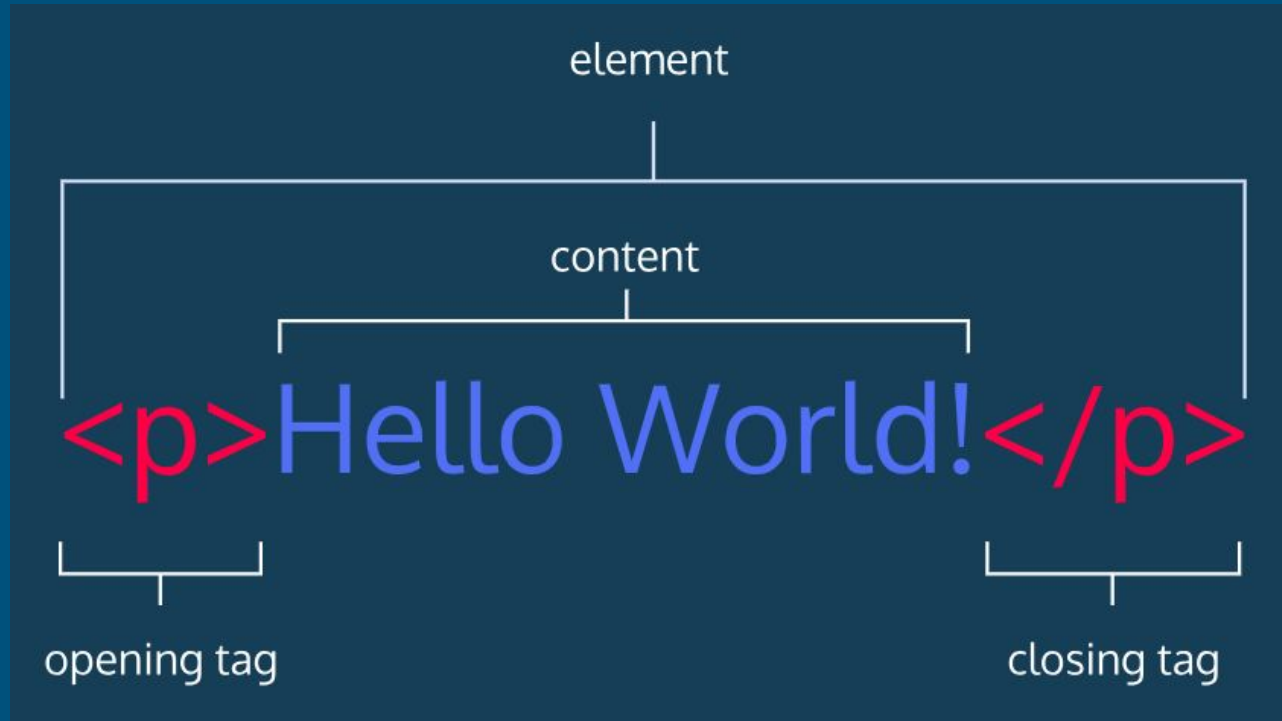 element
content
<p>Hello World!</p>
opening tag
closing tag